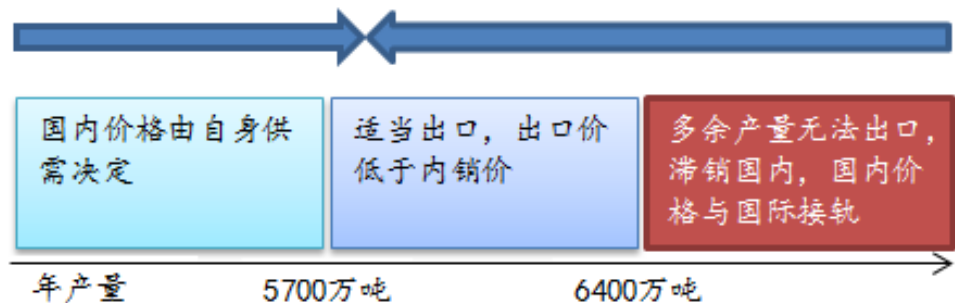 国内价格由自身供
需决定
适当出口，出口价
低于内销价
多余产量无法出口，
滞销国内，国内价
格与国际接轨
年产量
5700万吨
6400万吨